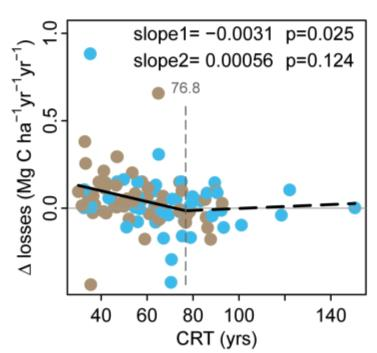 slope1= −0.0031 p=0.025
slope2= 0.00056 p=0.124
76.8
1.0
0.5
0.0
Δ losses (Mg C ha⁻¹yr⁻¹yr⁻¹)
40 60 80 100 140
CRT (yrs)